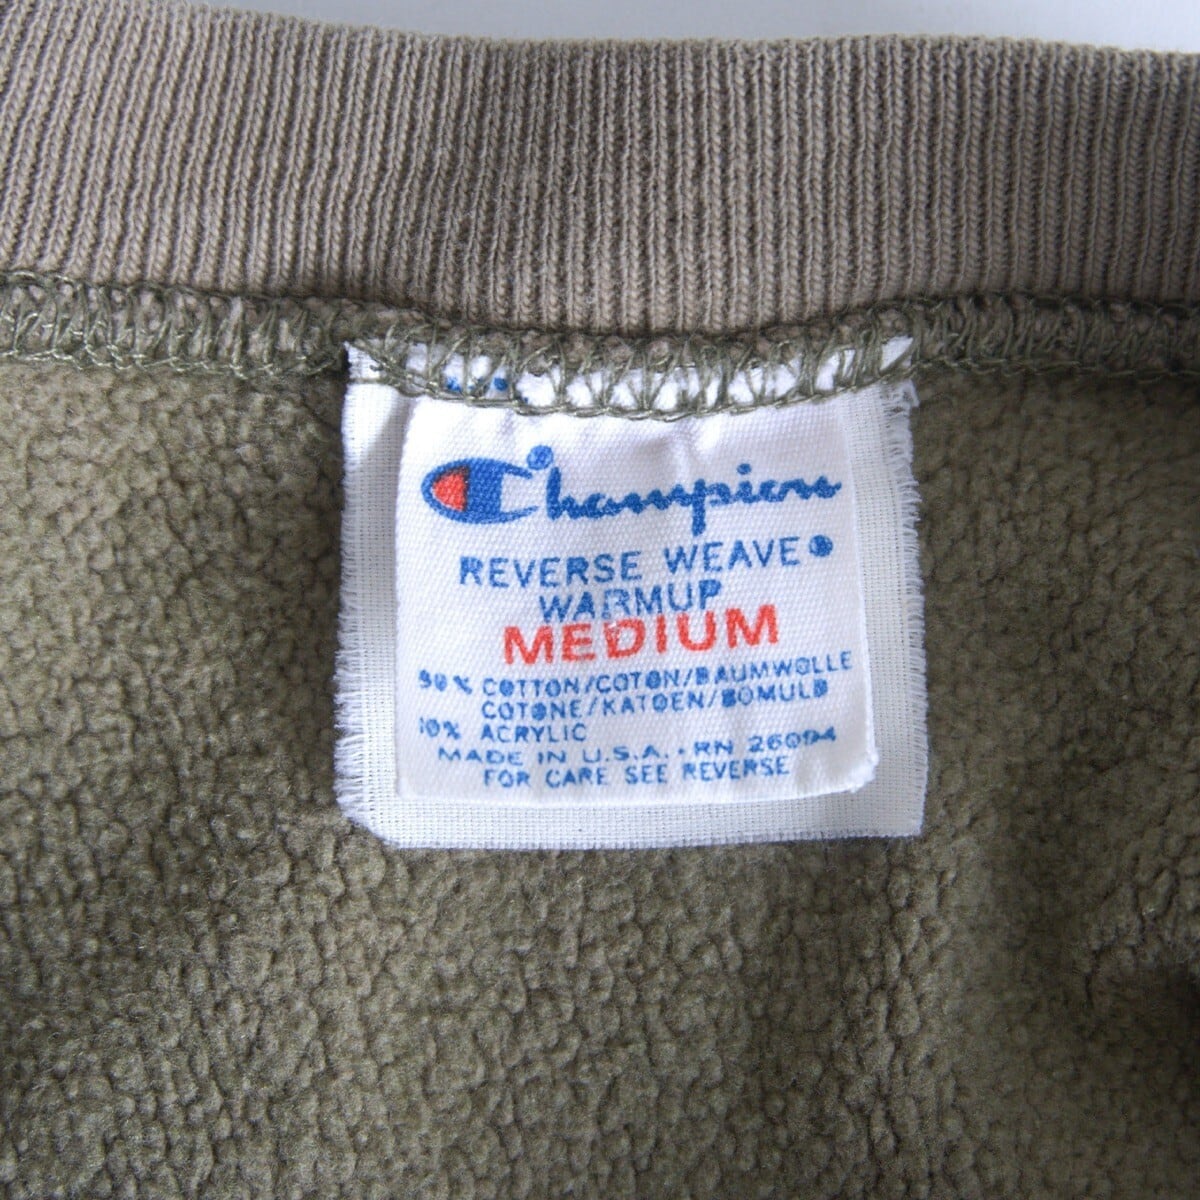 Champion®
REVERSE WEAVE®
WARMUP
MEDIUM
90% COTTON/COTON/BAUMWOLLE
COTONE/KATOEN/BOMULD
10% ACRYLIC
MADE IN U.S.A. · RN 26094
FOR CARE SEE REVERSE